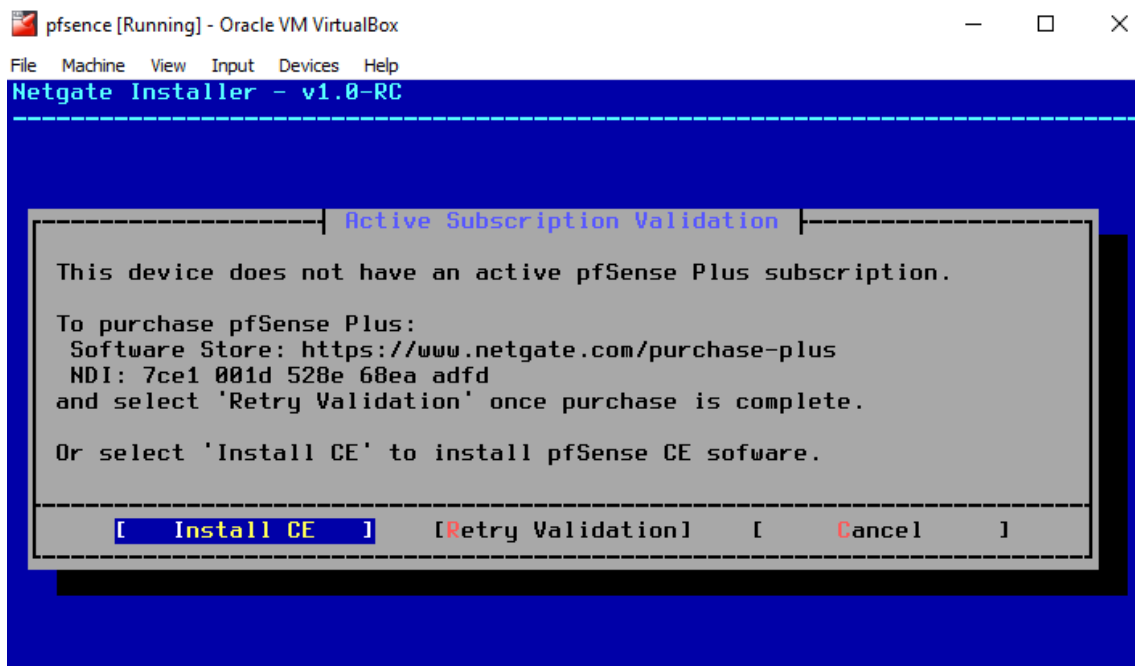 pfsence [Running] - Oracle VM VirtualBox
File Machine View Input Devices Help
Netgate Installer - v1.0-RC
Active Subscription Validation
This device does not have an active pfSense Plus subscription.
To purchase pfSense Plus:
Software Store: https://www.netgate.com/purchase-plus
NDI: 7ce1 001d 528e 68ea adfd
and select 'Retry Validation' once purchase is complete.
Or select 'Install CE' to install pfSense CE sofware.
[ Install CE ] [Retry Validation] [ Cancel ]